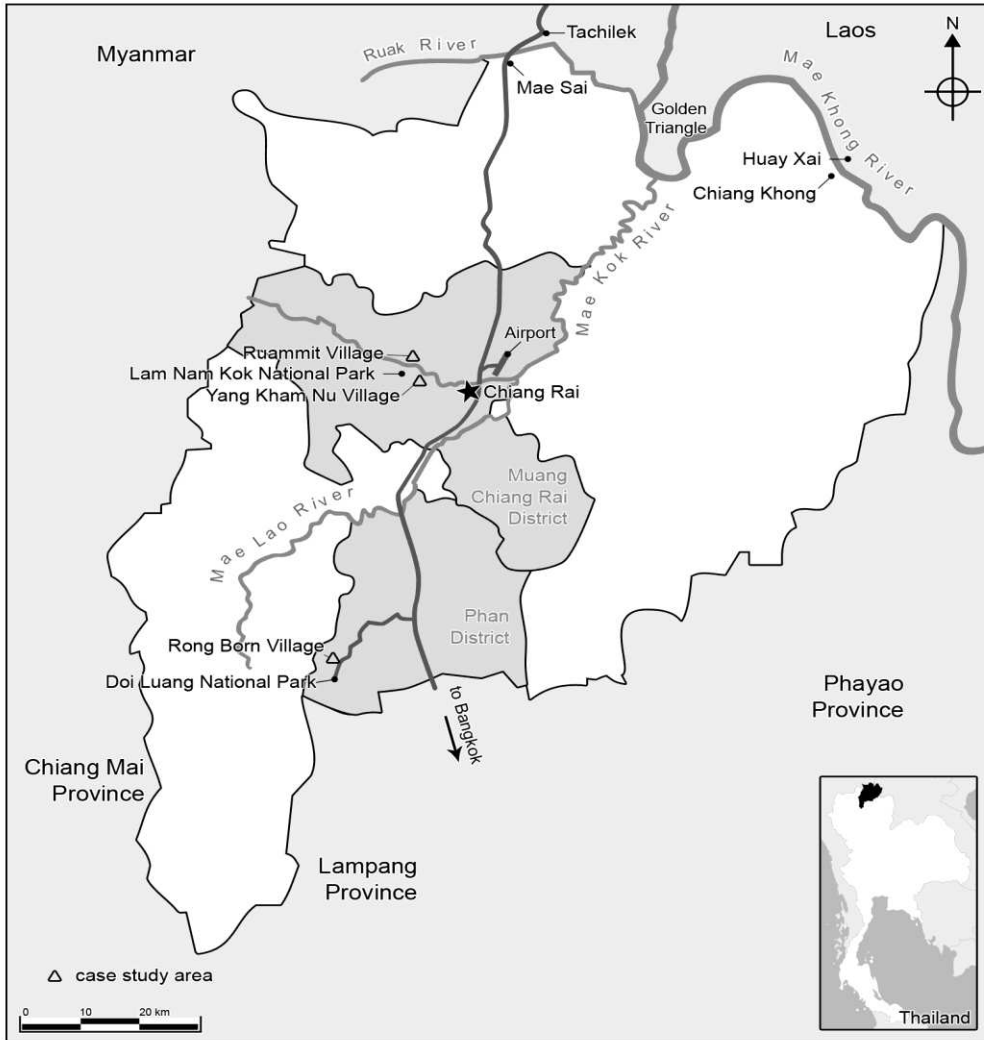 Myanmar
Ruak River
Tachilek
Laos
N
Mae Sai
Golden
Triangle
Mae Khong River
Huay Xai
Chiang Khong
Mae Kok River
Airport
Ruammit Village
Lam Nam Kok National Park
Yang Kham Nu Village
Chiang Rai
Muang
Chiang Rai
District
Mae Lao River
Phan
District
Rong Born Village
Doi Luang National Park
to Bangkok
Phayao
Province
Chiang Mai
Province
Lampang
Province
case study area
0 10 20 km
Thailand